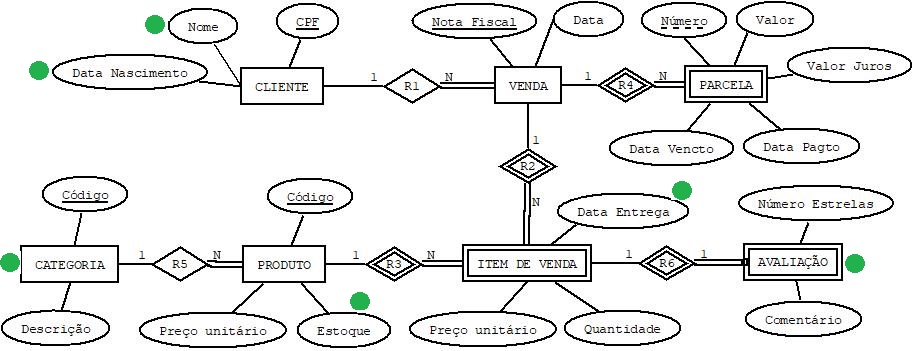 Nome
CPF
Nota Fiscal
Data
Número
Valor
Data Nascimento
CLIENTE
1
R1
N
VENDA
1
R4
N
PARCELA
Valor Juros
Data Vencto
Data Pagto
1
R2
N
Código
Código
Data Entrega
Número Estrelas
CATEGORIA
1
R5
N
PRODUTO
1
R3
N
ITEM DE VENDA
1
R6
1
AVALIAÇÃO
Descrição
Preço unitário
Estoque
Preço unitário
Quantidade
Comentário